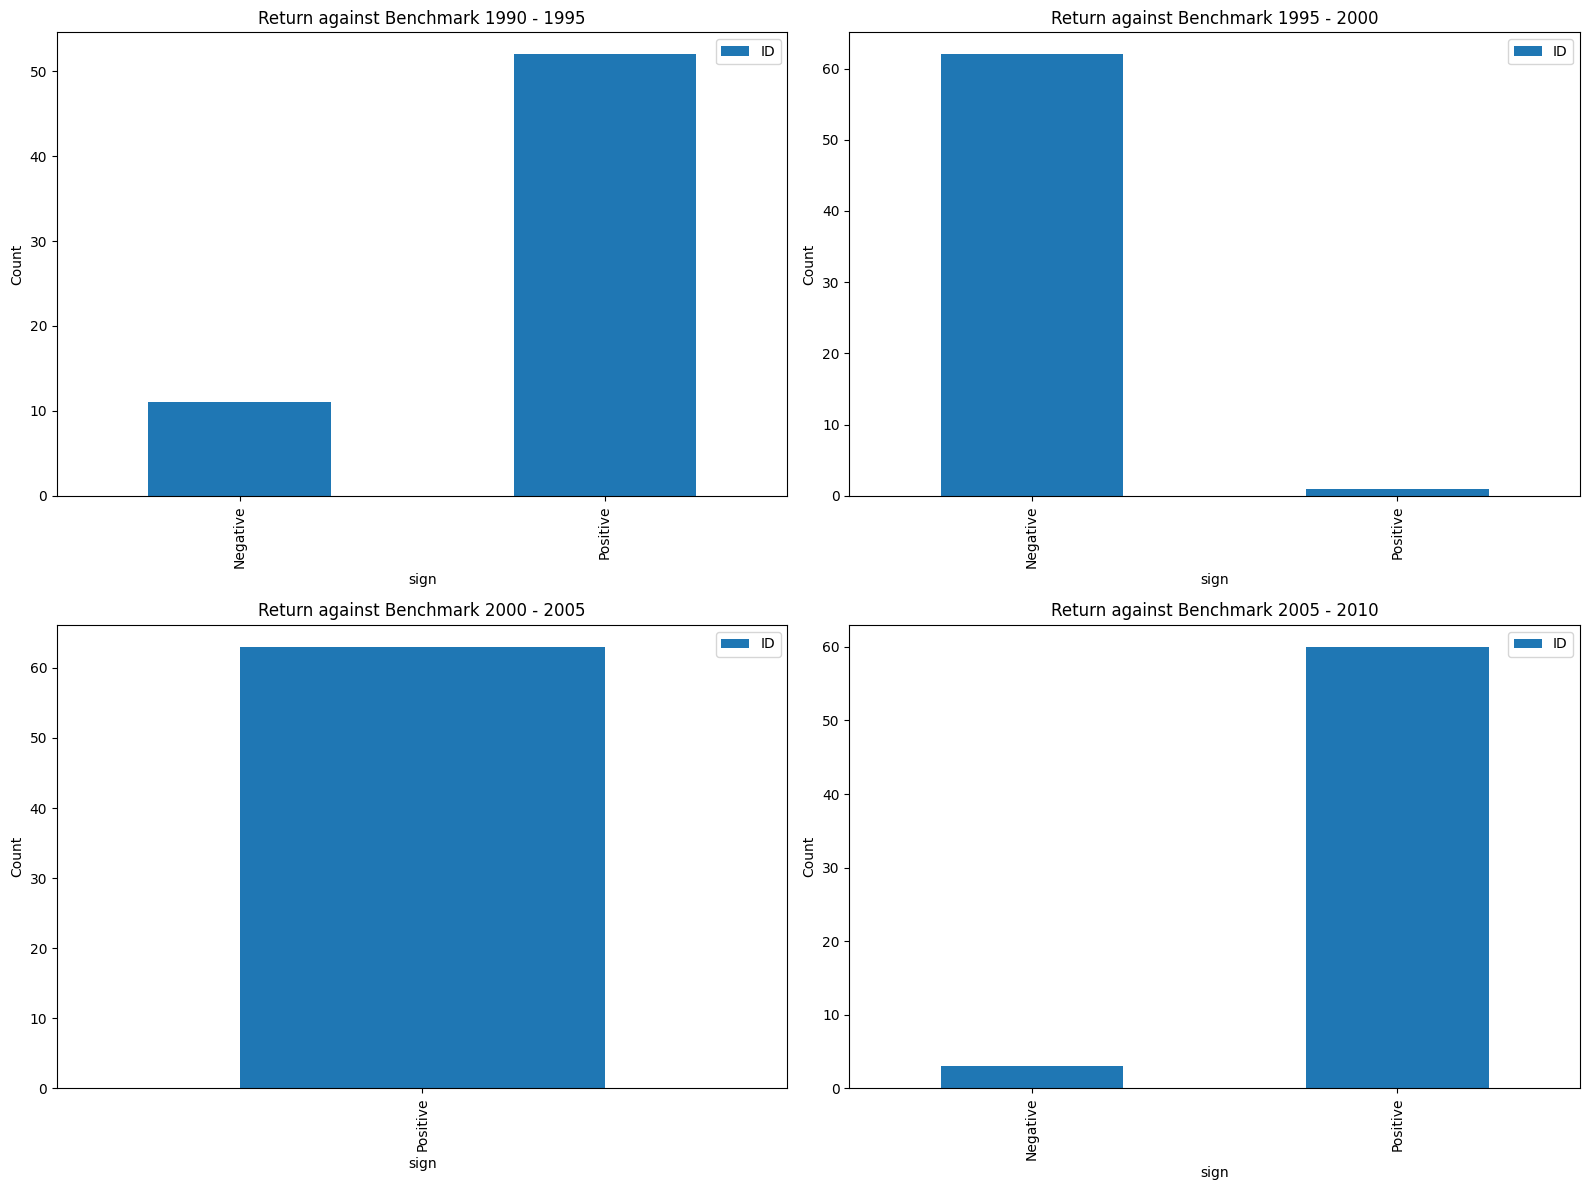 Return against Benchmark 1990 - 1995
ID
50
40
30
20
10
0
Count
Negative
Positive
sign
Return against Benchmark 1995 - 2000
ID
60
50
40
30
20
10
0
Count
Negative
Positive
sign
Return against Benchmark 2000 - 2005
ID
60
50
40
30
20
10
0
Count
Positive
sign
Return against Benchmark 2005 - 2010
ID
60
50
40
30
20
10
0
Count
Negative
Positive
sign